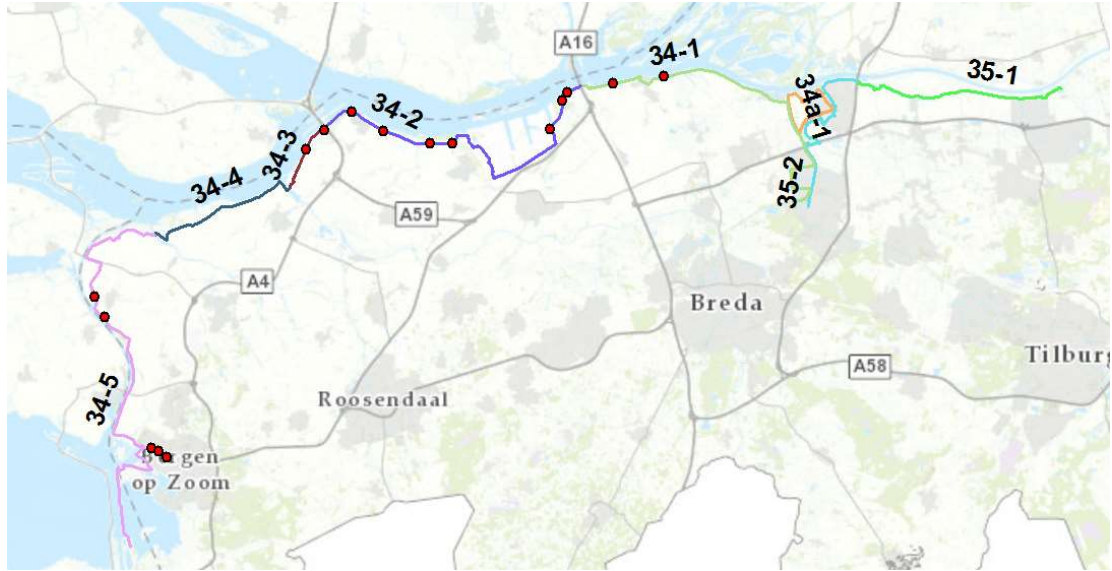 A16
34-1
35-1
34-2
34a-1
34-3
34-4
35-2
A59
A4
Breda
A58
Tilburg
34-5
Roosendaal
Bergen
op Zoom